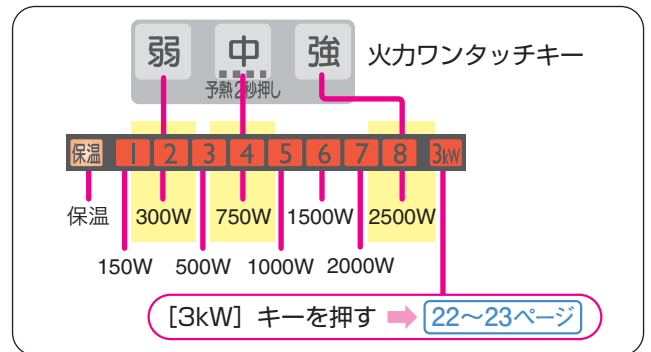 弱 中 強 火力ワンタッチキー
予熱2秒押し
保温 1 2 3 4 5 6 7 8 3kW
保温 300W 750W 1500W 2500W
150W 500W 1000W 2000W
[3kW] キーを押す 22〜23ページ